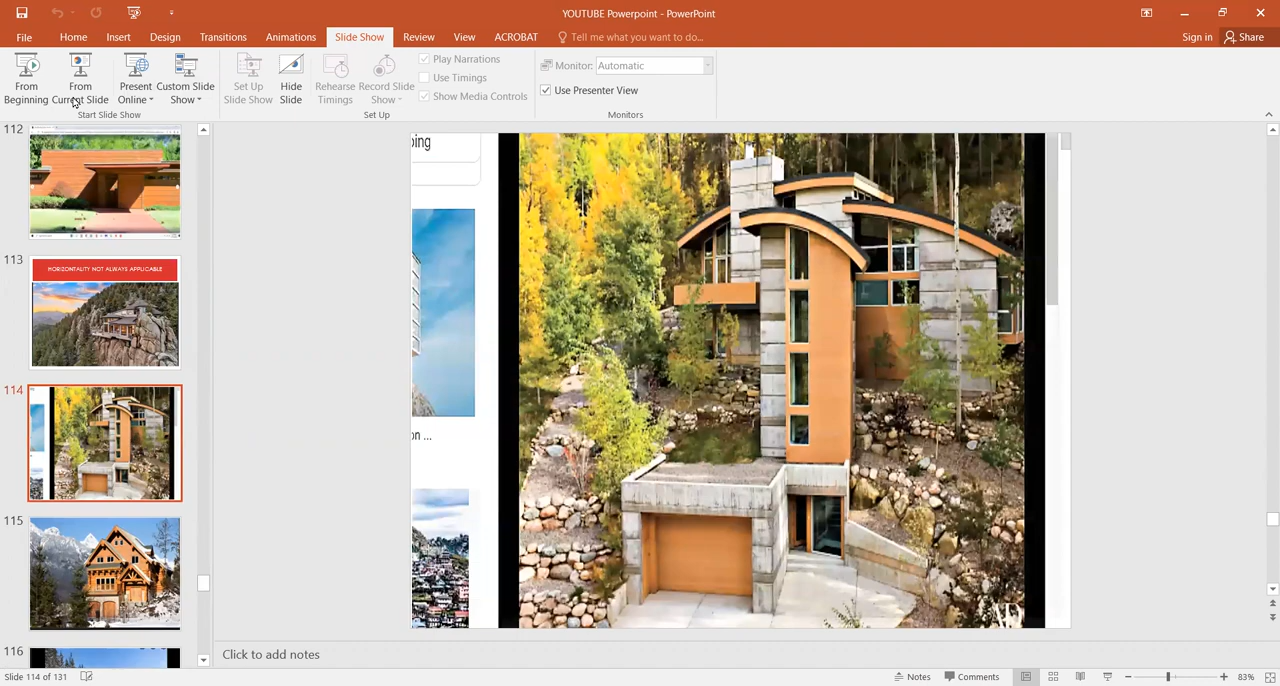 YOUTUBE Powerpoint - PowerPoint
File Home Insert Design Transitions Animations Slide Show Review View ACROBAT Tell me what you want to do... Sign in Share
From Beginning
From Current Slide
Present Online
Custom Slide Show
Start Slide Show
Set Up Slide Show
Hide Slide
Rehearse Timings
Record Slide Show
Play Narrations
Use Timings
Show Media Controls
Set Up
Monitor: Automatic
Use Presenter View
Monitors
112
113
HORIZONTALITY NOT ALWAYS APPLICABLE
114
115
116
ping
on ...
Click to add notes
Slide 114 of 131 Notes Comments 83%